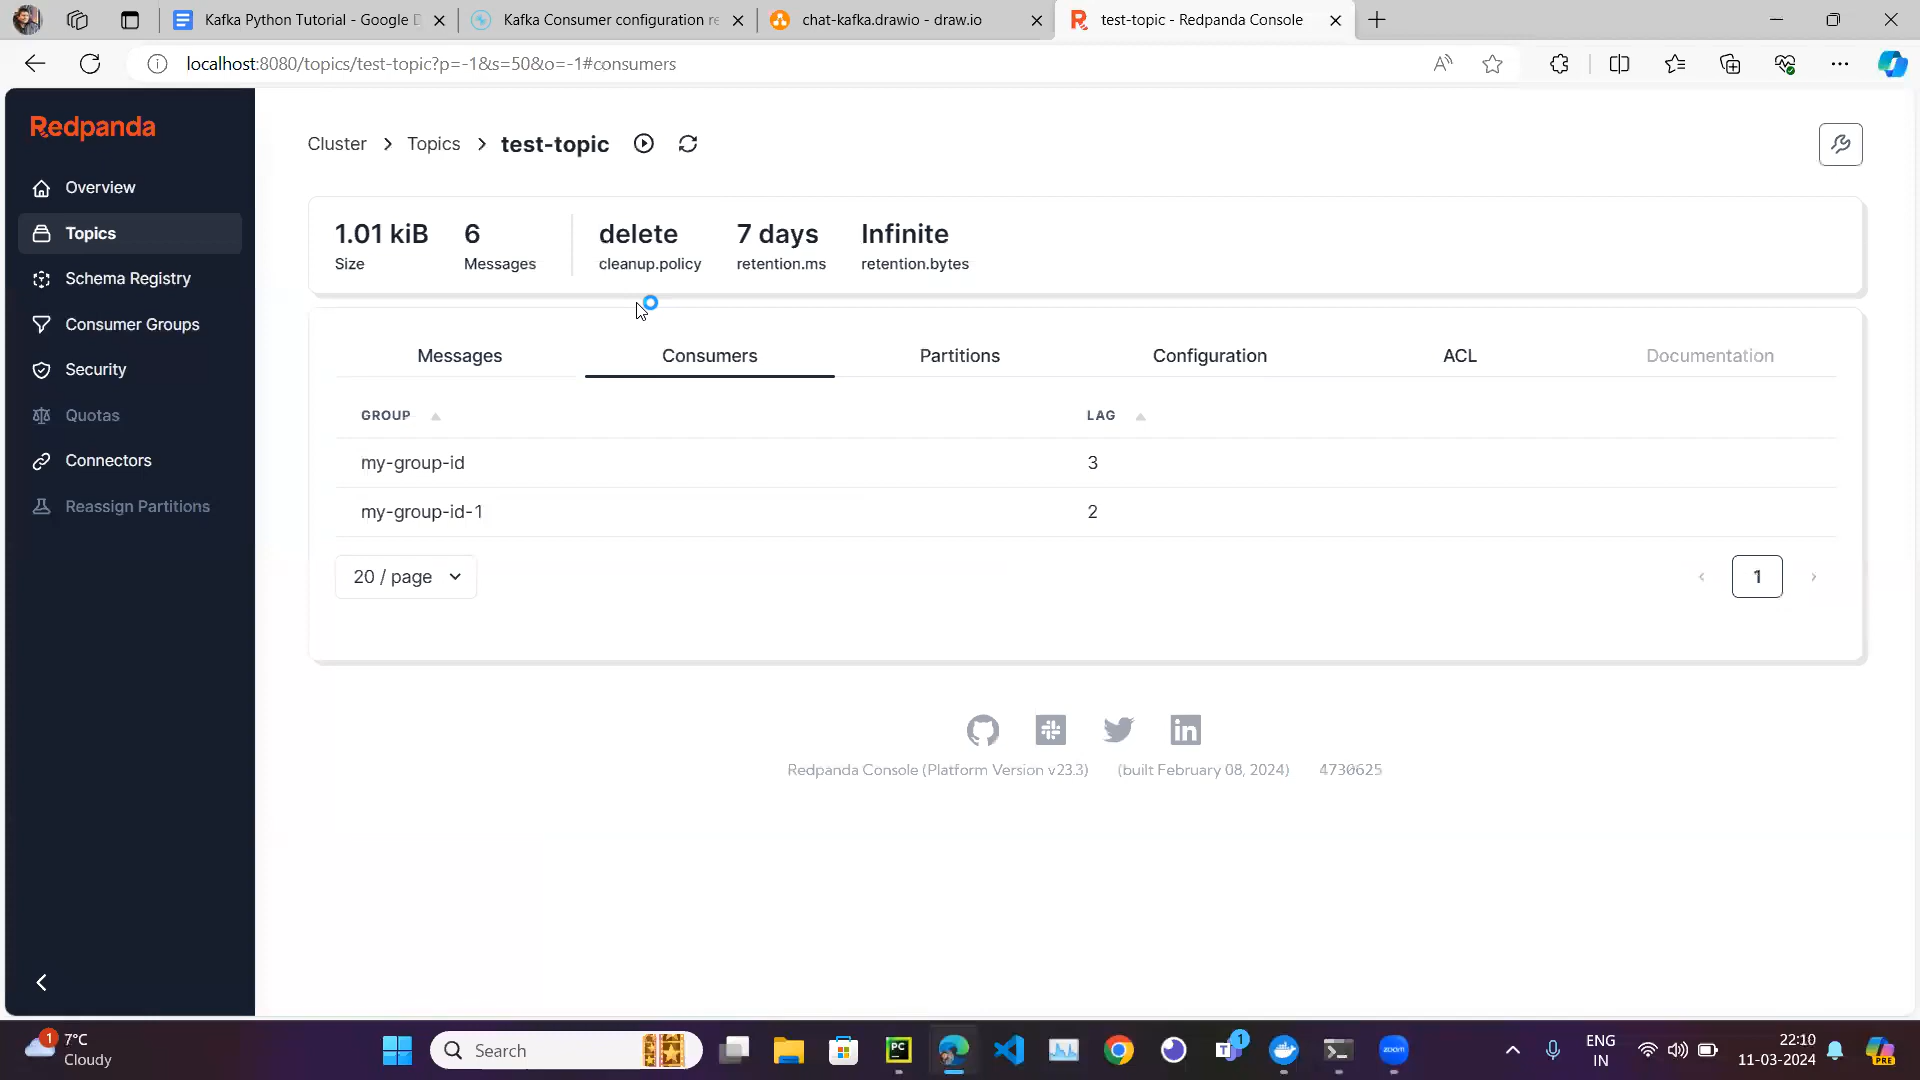 Kafka Python Tutorial - Google D
Kafka Consumer configuration re
chat-kafka.drawio - draw.io
test-topic - Redpanda Console
localhost:8080/topics/test-topic?p=-1&s=50&o=-1#consumers
Redpanda
Overview
Topics
Schema Registry
Consumer Groups
Security
Quotas
Connectors
Reassign Partitions
Cluster > Topics > test-topic
1.01 kiB
Size
6
Messages
delete
cleanup.policy
7 days
retention.ms
Infinite
retention.bytes
Messages
Consumers
Partitions
Configuration
ACL
Documentation
GROUP
LAG
my-group-id
3
my-group-id-1
2
20 / page
1
Redpanda Console (Platform Version v23.3)
(built February 08, 2024)
4730625
1
7°C
Cloudy
Search
PC
1
zoom
ENG
IN
22:10
11-03-2024
PRE